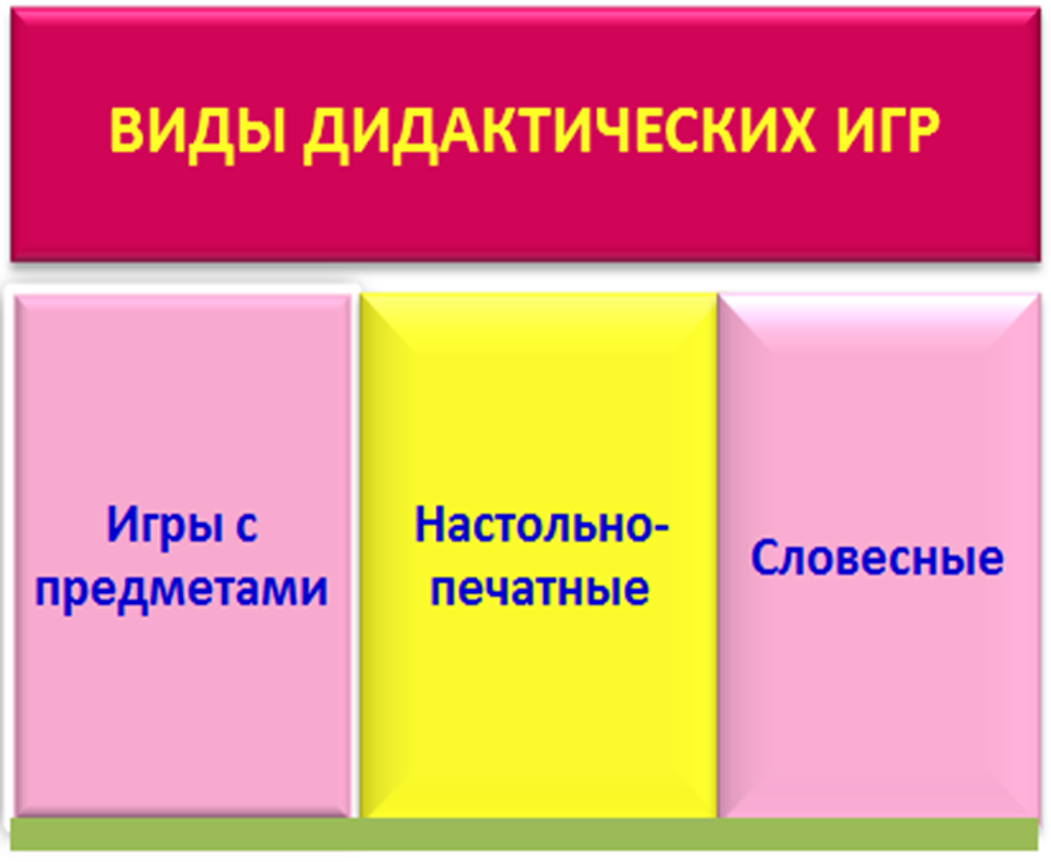 ВИДЫ ДИДАКТИЧЕСКИХ ИГР
Игры с
предметами
Настольно-
печатные
Словесные